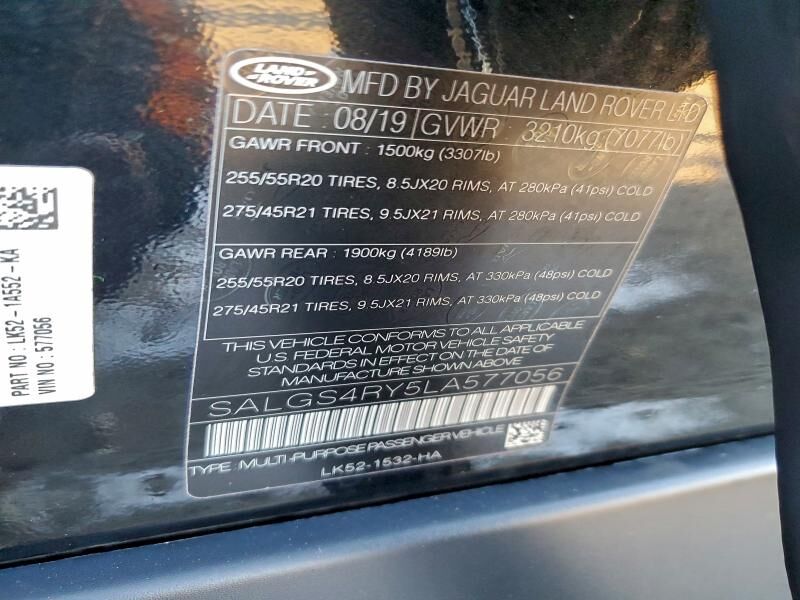 LAND ROVER
MFD BY JAGUAR LAND ROVER LTD
DATE : 08/19 GVWR : 3210kg (7077lb)
GAWR FRONT : 1500kg (3307lb)
255/55R20 TIRES, 8.5JX20 RIMS, AT 280kPa (41psi) COLD
275/45R21 TIRES, 9.5JX21 RIMS, AT 280kPa (41psi) COLD
GAWR REAR : 1900kg (4189lb)
255/55R20 TIRES, 8.5JX20 RIMS, AT 330kPa (48psi) COLD
275/45R21 TIRES, 9.5JX21 RIMS, AT 330kPa (48psi) COLD
THIS VEHICLE CONFORMS TO ALL APPLICABLE
U.S. FEDERAL MOTOR VEHICLE SAFETY
STANDARDS IN EFFECT ON THE DATE OF
MANUFACTURE SHOWN ABOVE
SALGS4RY5LA577056
TYPE : MULTI-PURPOSE PASSENGER VEHICLE
LK52-1532-HA
PART NO : LK52-1A552-KA
VIN NO : 577056